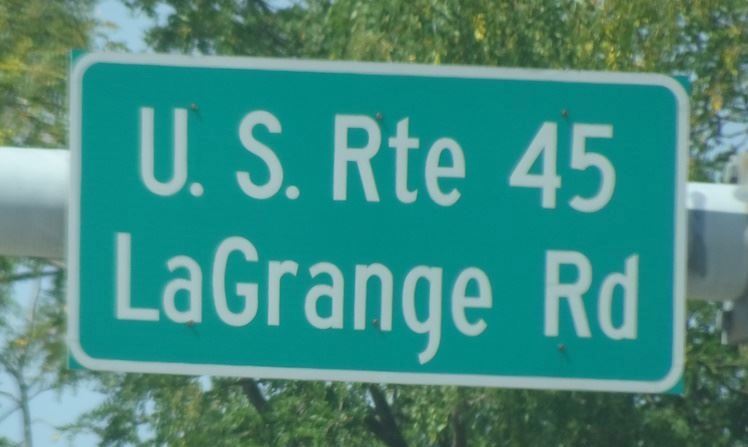 U. S. Rte 45
LaGrange Rd